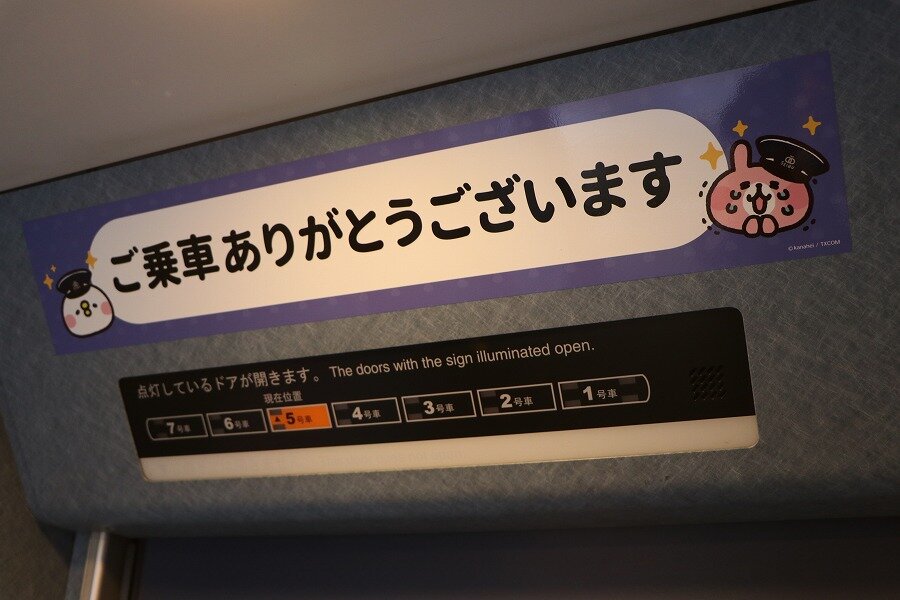 ご乗車ありがとうございます
SEIBU
©kanahei / TXCOM
点灯しているドアが開きます。 The doors with the sign illuminated open.
現在位置
7号車 6号車 ▲5号車 4号車 3号車 2号車 1号車